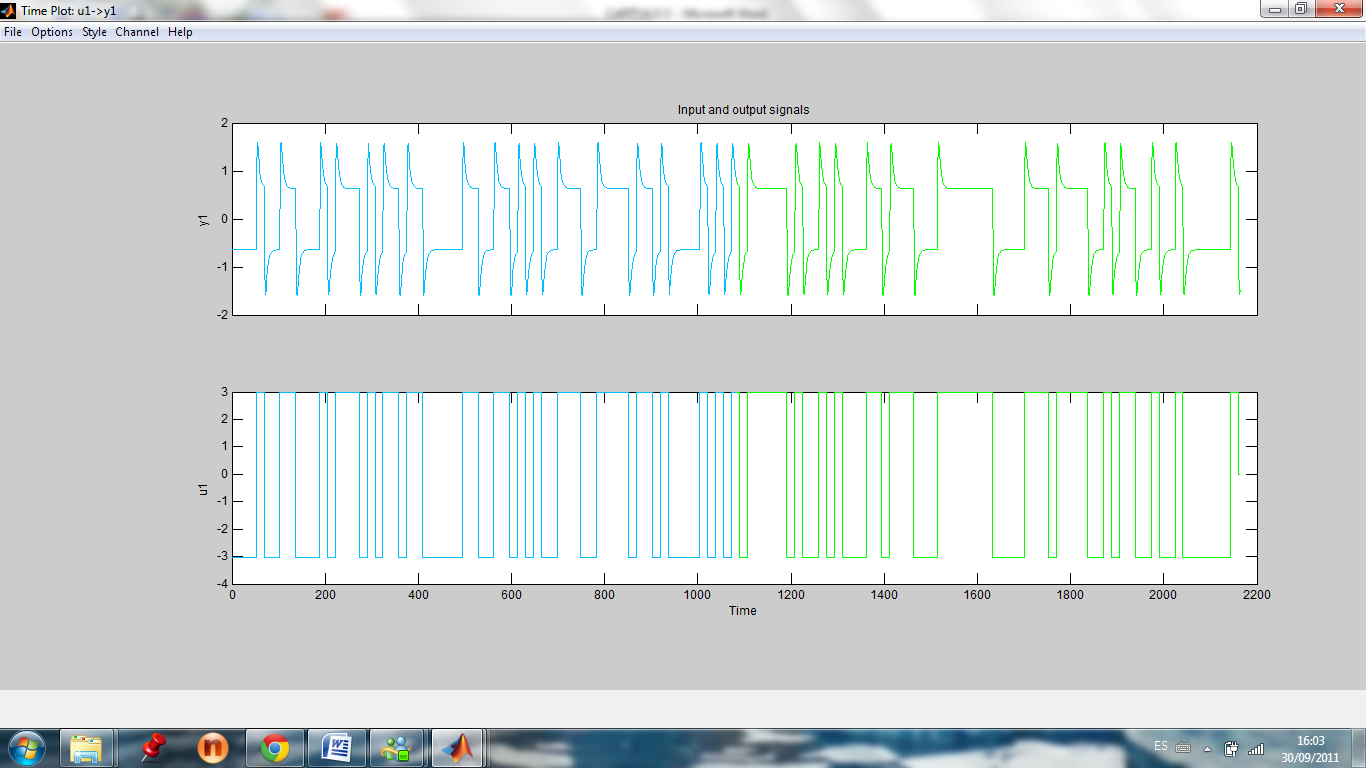 Time Plot: u1->y1
File Options Style Channel Help
Input and output signals
2
1
0
-1
-2
y1
3
2
1
0
-1
-2
-3
-4
u1
0 200 400 600 800 1000 1200 1400 1600 1800 2000 2200
Time
ES
16:03
30/09/2011